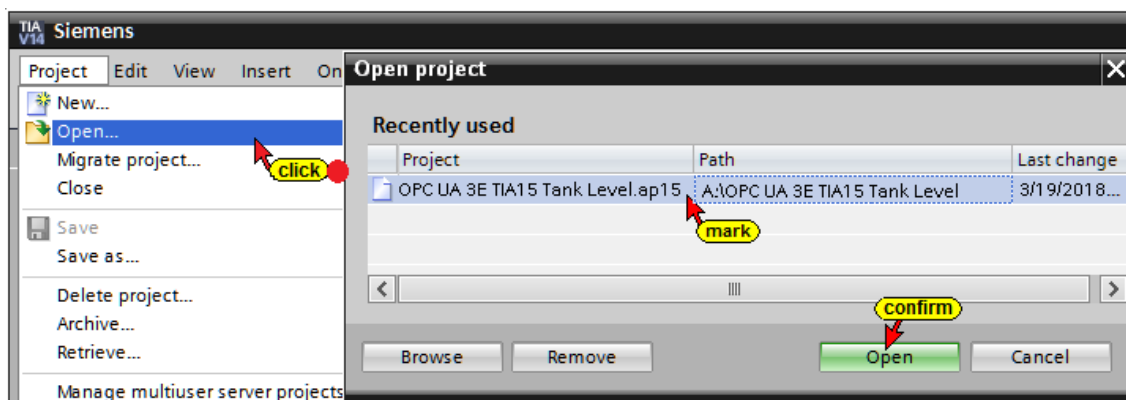 TIA V14 Siemens
Project Edit View Insert On
New...
Open...
click
Migrate project...
Close
Save
Save as...
Delete project...
Archive...
Retrieve...
Manage multiuser server projects
Open project
Recently used
Project Path Last change
OPC UA 3E TIA15 Tank Level.ap15 A:\OPC UA 3E TIA15 Tank Level 3/19/2018...
mark
confirm
Browse Remove Open Cancel